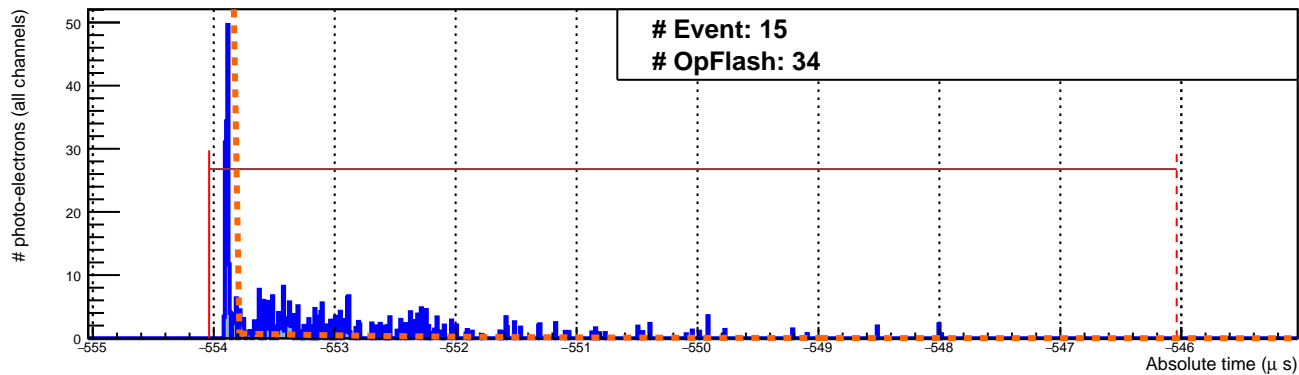 # Event: 15
# OpFlash: 34
# photo-electrons (all channels)
50
40
30
20
10
0
−555 −554 −553 −552 −551 −550 −549 −548 −547 −546
Absolute time (μ s)